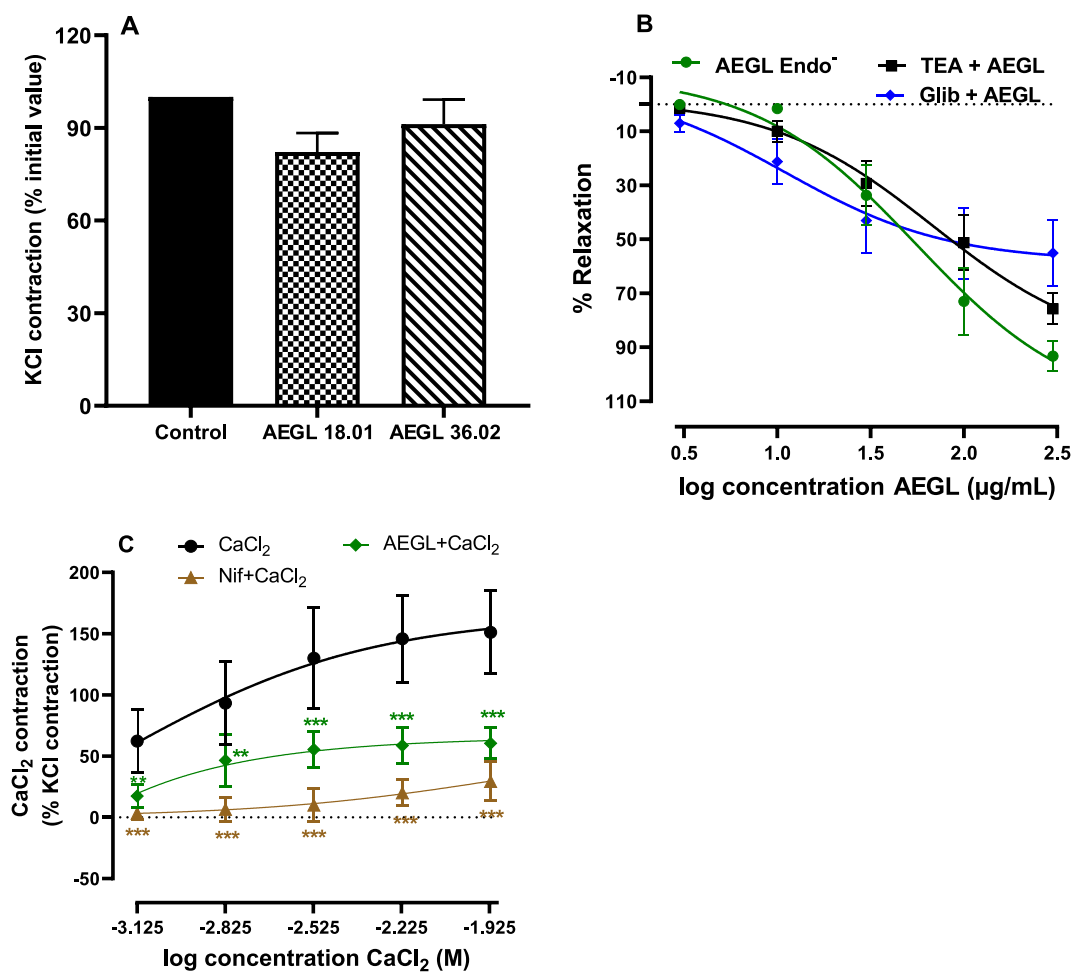 A
KCl contraction (% initial value)
120
90
60
30
0
Control
AEGL 18.01
AEGL 36.02
B
AEGL Endo⁻
TEA + AEGL
Glib + AEGL
% Relaxation
-10
10
30
50
70
90
110
0.5
1.0
1.5
2.0
2.5
log concentration AEGL (µg/mL)
C
CaCl₂
AEGL+CaCl₂
Nif+CaCl₂
CaCl₂ contraction
(% KCl contraction)
200
150
100
50
0
-50
**
**
***
***
***
***
***
***
***
***
-3.125
-2.825
-2.525
-2.225
-1.925
log concentration CaCl₂ (M)